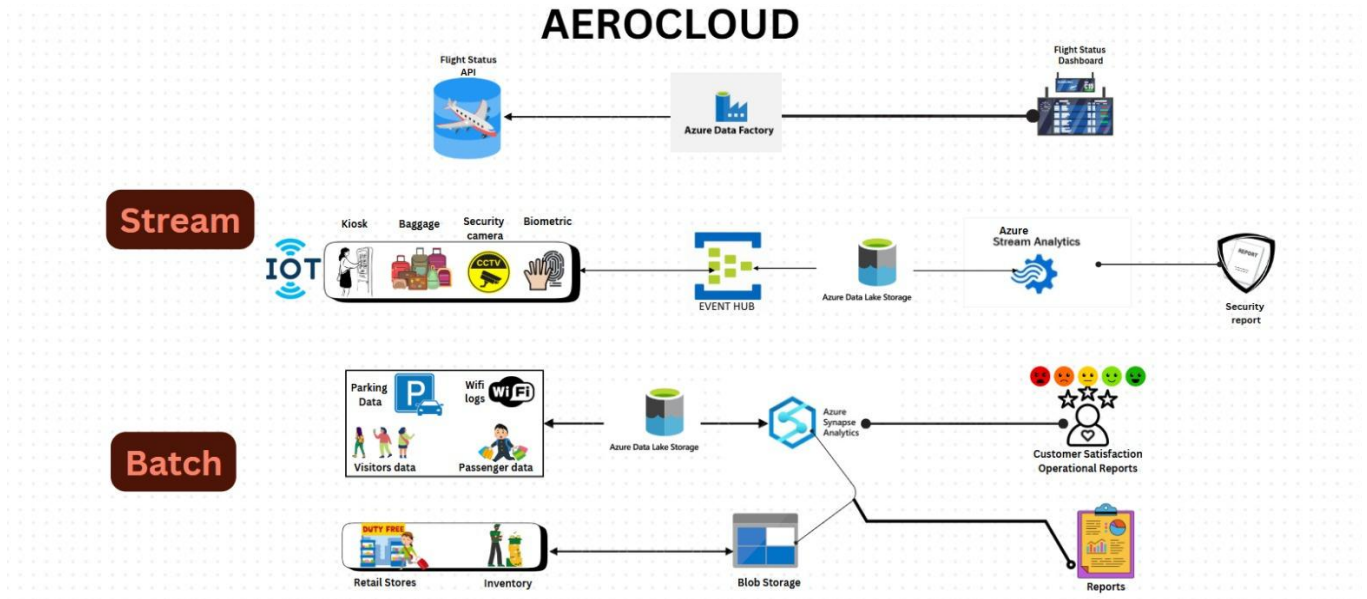 AEROCLOUD
Flight Status
API
Azure Data Factory
Flight Status
Dashboard
Stream
IOT
Kiosk
Baggage
Security
camera
Biometric
CCTV
EVENT HUB
Azure Data Lake Storage
Azure
Stream Analytics
REPORT
Security
report
Batch
Parking
Data
P
Wifi
logs
Wi Fi
Visitors data
Passenger data
Azure Data Lake Storage
Azure
Synapse
Analytics
Customer Satisfaction
Operational Reports
DUTY FREE
Retail Stores
Inventory
Blob Storage
Reports